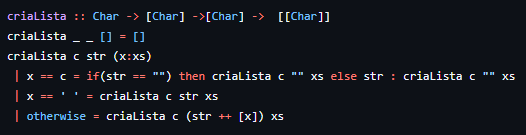 criaLista :: Char -> [Char] ->[Char] ->  [[Char]]
criaLista _ _ [] = []
criaLista c str (x:xs)
 | x == c = if(str == "") then criaLista c "" xs else str : criaLista c "" xs
 | x == ' ' = criaLista c str xs
 | otherwise = criaLista c (str ++ [x]) xs